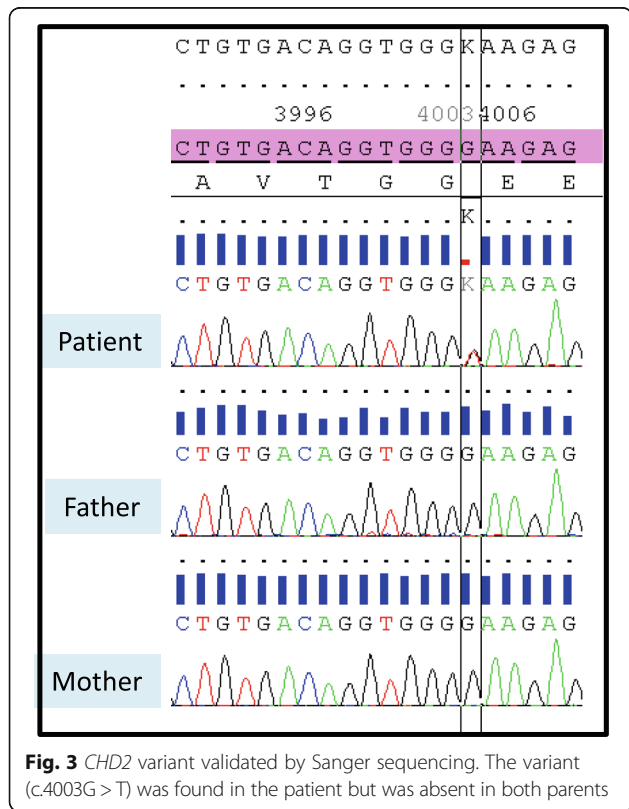 CTGTGACAGGTGGGKAAGAG
3996 4003 4006
CTGTGACAGGTGGGGAAGAG
A V T G G E E
K
CTGTGACAGGTGGGKAAGAG
Patient
CTGTGACAGGTGGGGAAGAG
Father
CTGTGACAGGTGGGGAAGAG
Mother
Fig. 3 CHD2 variant validated by Sanger sequencing. The variant
(c.4003G > T) was found in the patient but was absent in both parents